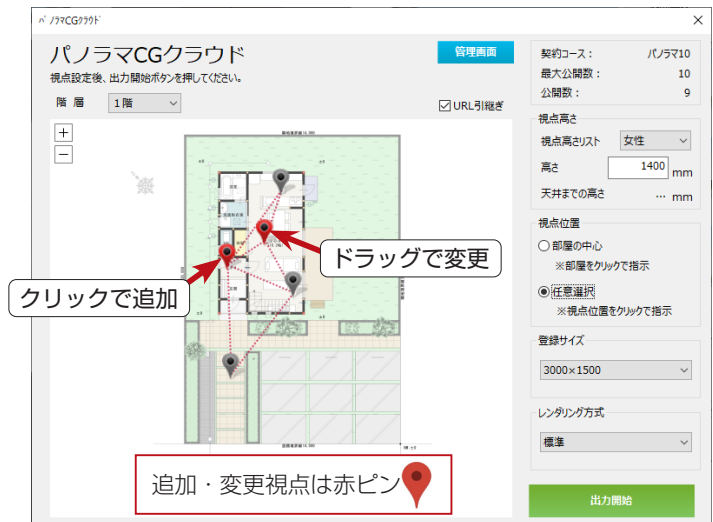 パノラマCGクラウド
パノラマCGクラウド
管理画面
視点設定後、出力開始ボタンを押してください。
階 層
1階
URL引継ぎ
+
-
クリックで追加
ドラッグで変更
追加・変更視点は赤ピン
契約コース：
パノラマ10
最大公開数：
10
公開数：
9
視点高さ
視点高さリスト
女性
高さ
1400
mm
天井までの高さ
… mm
視点位置
部屋の中心
※部屋をクリックで指示
任意選択
※視点位置をクリックで指示
登録サイズ
3000×1500
レンダリング方式
標準
出力開始